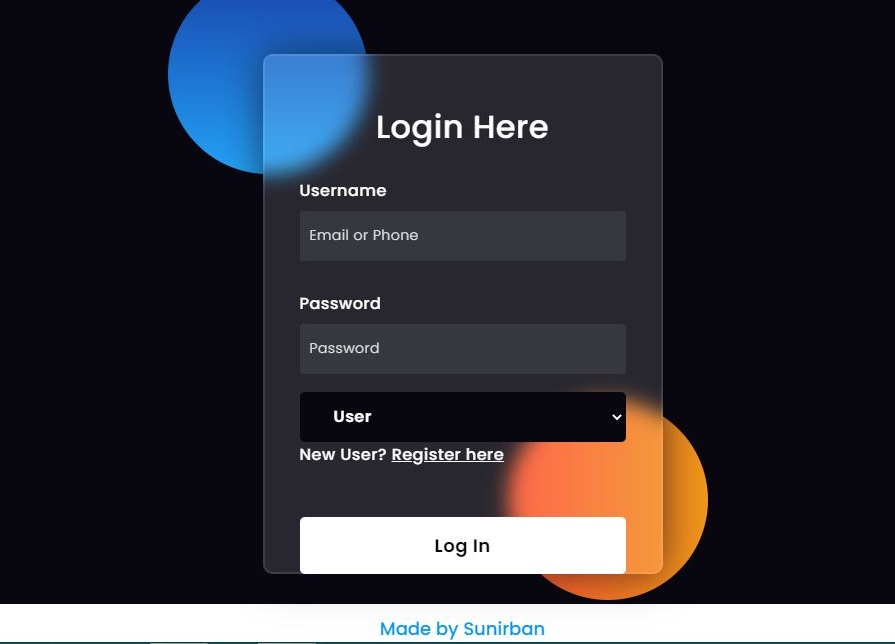 Login Here
Username
Email or Phone
Password
Password
User
New User? Register here
Log In
Made by Sunirban